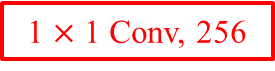 1 × 1 Conv, 256